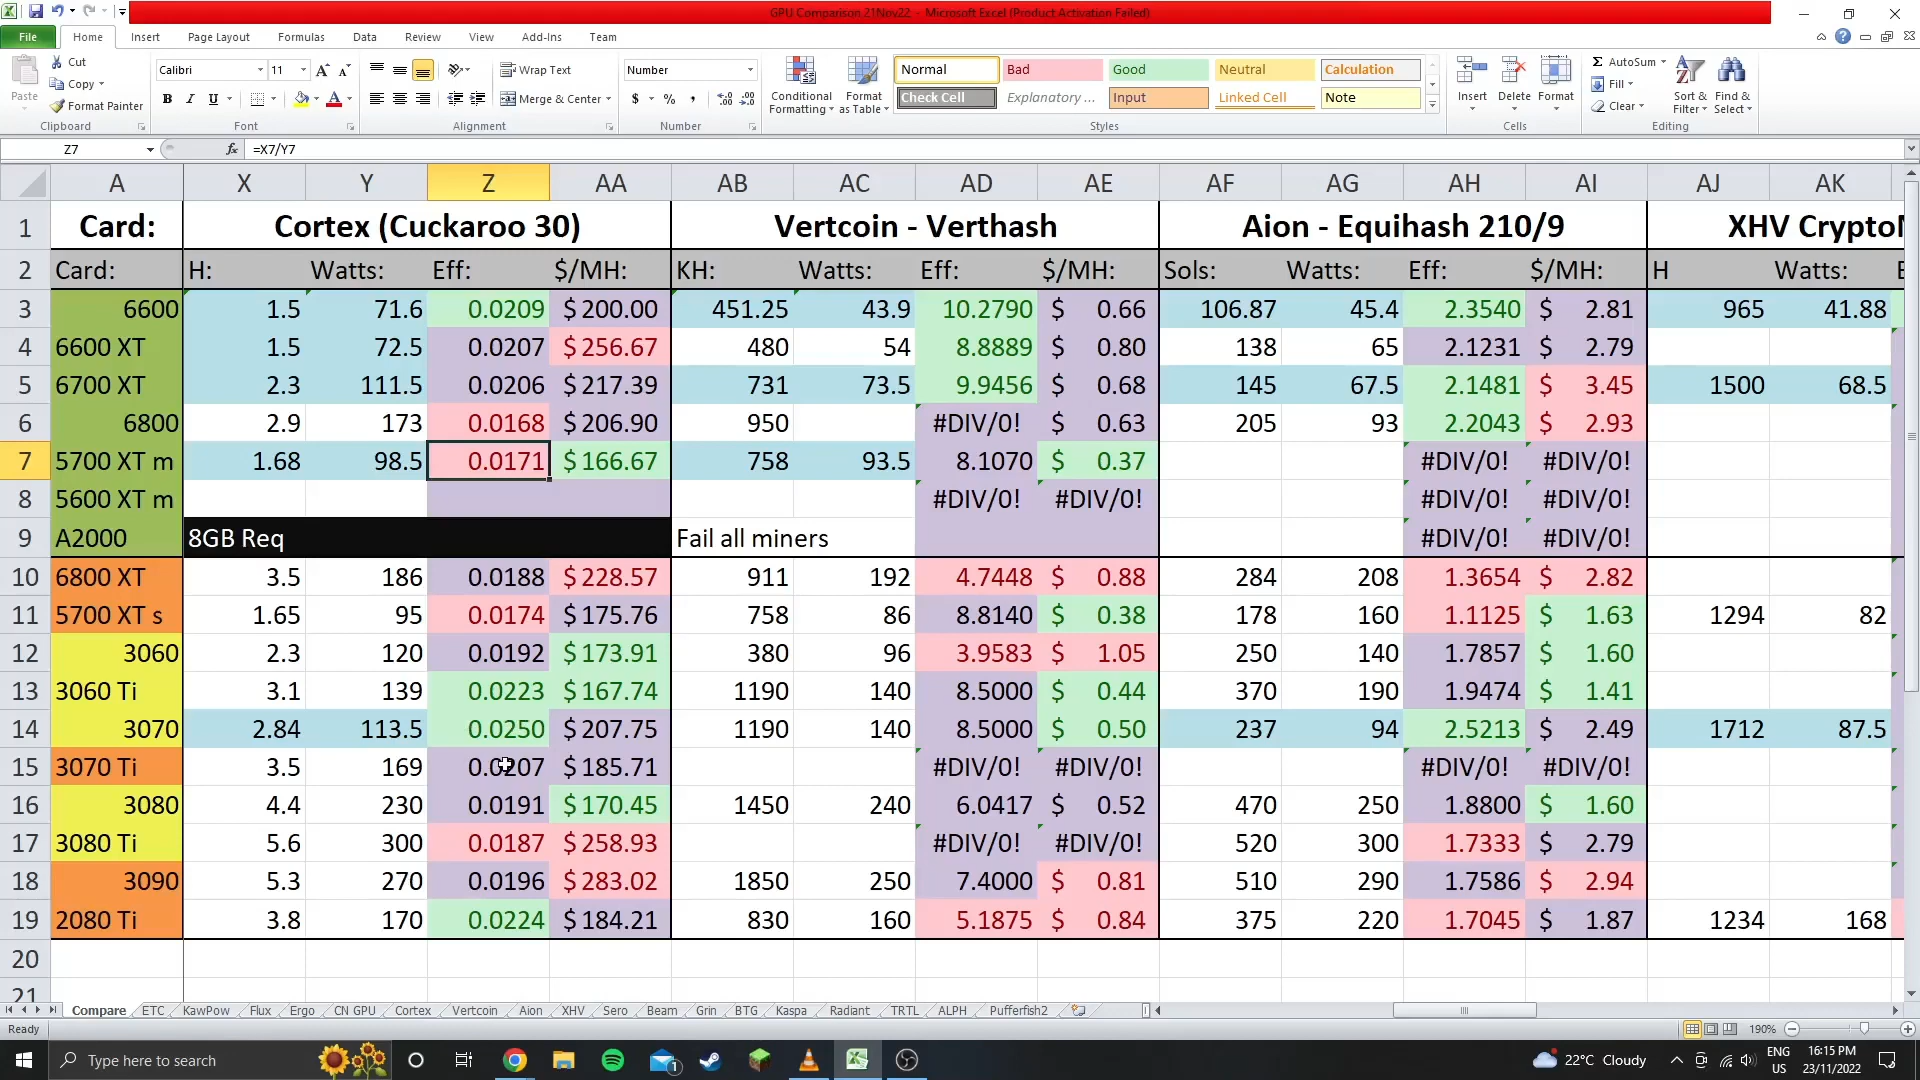 GPU Comparison 21Nov22 - Microsoft Excel (Product Activation Failed)
File Home Insert Page Layout Formulas Data Review View Add-Ins Team
Paste Cut Copy Format Painter Clipboard
Calibri 11 A A B I U A Font
Wrap Text Merge & Center Alignment
Number $ % , Number
Conditional Formatting Format as Table
Normal Bad Good Neutral Calculation
Check Cell Explanatory ... Input Linked Cell Note
Styles
Insert Delete Format Cells
Σ AutoSum Fill Clear Sort & Filter Find & Select Editing
Z7 fx =X7/Y7
A X Y Z AA AB AC AD AE AF AG AH AI AJ AK
1 Card: Cortex (Cuckaroo 30) Vertcoin - Verthash Aion - Equihash 210/9 XHV Crypto
2 Card: H: Watts: Eff: $/MH: KH: Watts: Eff: $/MH: Sols: Watts: Eff: $/MH: H Watts:
3 6600 1.5 71.6 0.0209 $ 200.00 451.25 43.9 10.2790 $ 0.66 106.87 45.4 2.3540 $ 2.81 965 41.88
4 6600 XT 1.5 72.5 0.0207 $ 256.67 480 54 8.8889 $ 0.80 138 65 2.1231 $ 2.79
5 6700 XT 2.3 111.5 0.0206 $ 217.39 731 73.5 9.9456 $ 0.68 145 67.5 2.1481 $ 3.45 1500 68.5
6 6800 2.9 173 0.0168 $ 206.90 950 #DIV/0! $ 0.63 205 93 2.2043 $ 2.93
7 5700 XT m 1.68 98.5 0.0171 $ 166.67 758 93.5 8.1070 $ 0.37 #DIV/0! #DIV/0!
8 5600 XT m #DIV/0! #DIV/0! #DIV/0! #DIV/0!
9 A2000 8GB Req Fail all miners #DIV/0! #DIV/0!
10 6800 XT 3.5 186 0.0188 $ 228.57 911 192 4.7448 $ 0.88 284 208 1.3654 $ 2.82
11 5700 XT s 1.65 95 0.0174 $ 175.76 758 86 8.8140 $ 0.38 178 160 1.1125 $ 1.63 1294 82
12 3060 2.3 120 0.0192 $ 173.91 380 96 3.9583 $ 1.05 250 140 1.7857 $ 1.60
13 3060 Ti 3.1 139 0.0223 $ 167.74 1190 140 8.5000 $ 0.44 370 190 1.9474 $ 1.41
14 3070 2.84 113.5 0.0250 $ 207.75 1190 140 8.5000 $ 0.50 237 94 2.5213 $ 2.49 1712 87.5
15 3070 Ti 3.5 169 0.0207 $ 185.71 #DIV/0! #DIV/0! #DIV/0! #DIV/0!
16 3080 4.4 230 0.0191 $ 170.45 1450 240 6.0417 $ 0.52 470 250 1.8800 $ 1.60
17 3080 Ti 5.6 300 0.0187 $ 258.93 #DIV/0! #DIV/0! 520 300 1.7333 $ 2.79
18 3090 5.3 270 0.0196 $ 283.02 1850 250 7.4000 $ 0.81 510 290 1.7586 $ 2.94
19 2080 Ti 3.8 170 0.0224 $ 184.21 830 160 5.1875 $ 0.84 375 220 1.7045 $ 1.87 1234 168
20
21
Compare ETC KawPow Flux Ergo CN GPU Cortex Vertcoin Aion XHV Sero Beam Grin BTG Kaspa Radiant TRTL ALPH Pufferfish2
Ready 190%
Type here to search 1 22°C Cloudy ENG US 16:15 PM 23/11/2022